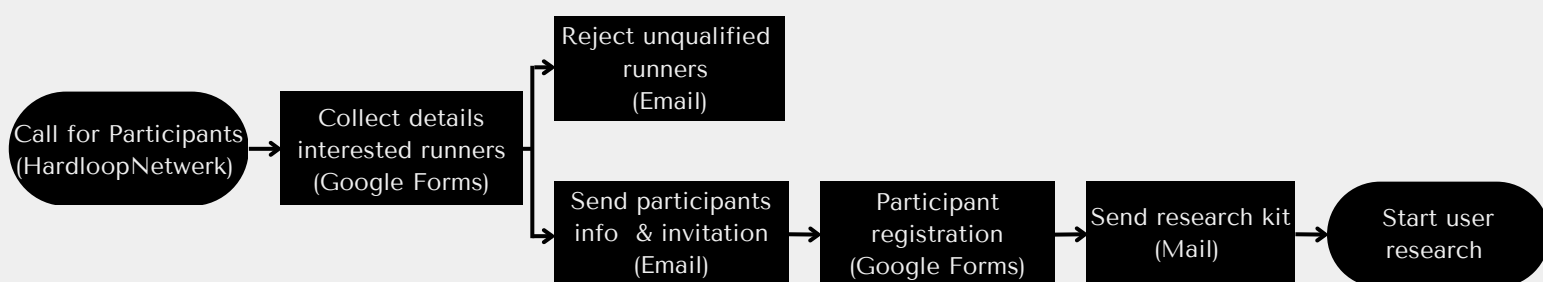 Call for Participants
(HardloopNetwerk)
Collect details
interested runners
(Google Forms)
Reject unqualified
runners
(Email)
Send participants
info & invitation
(Email)
Participant
registration
(Google Forms)
Send research kit
(Mail)
Start user
research